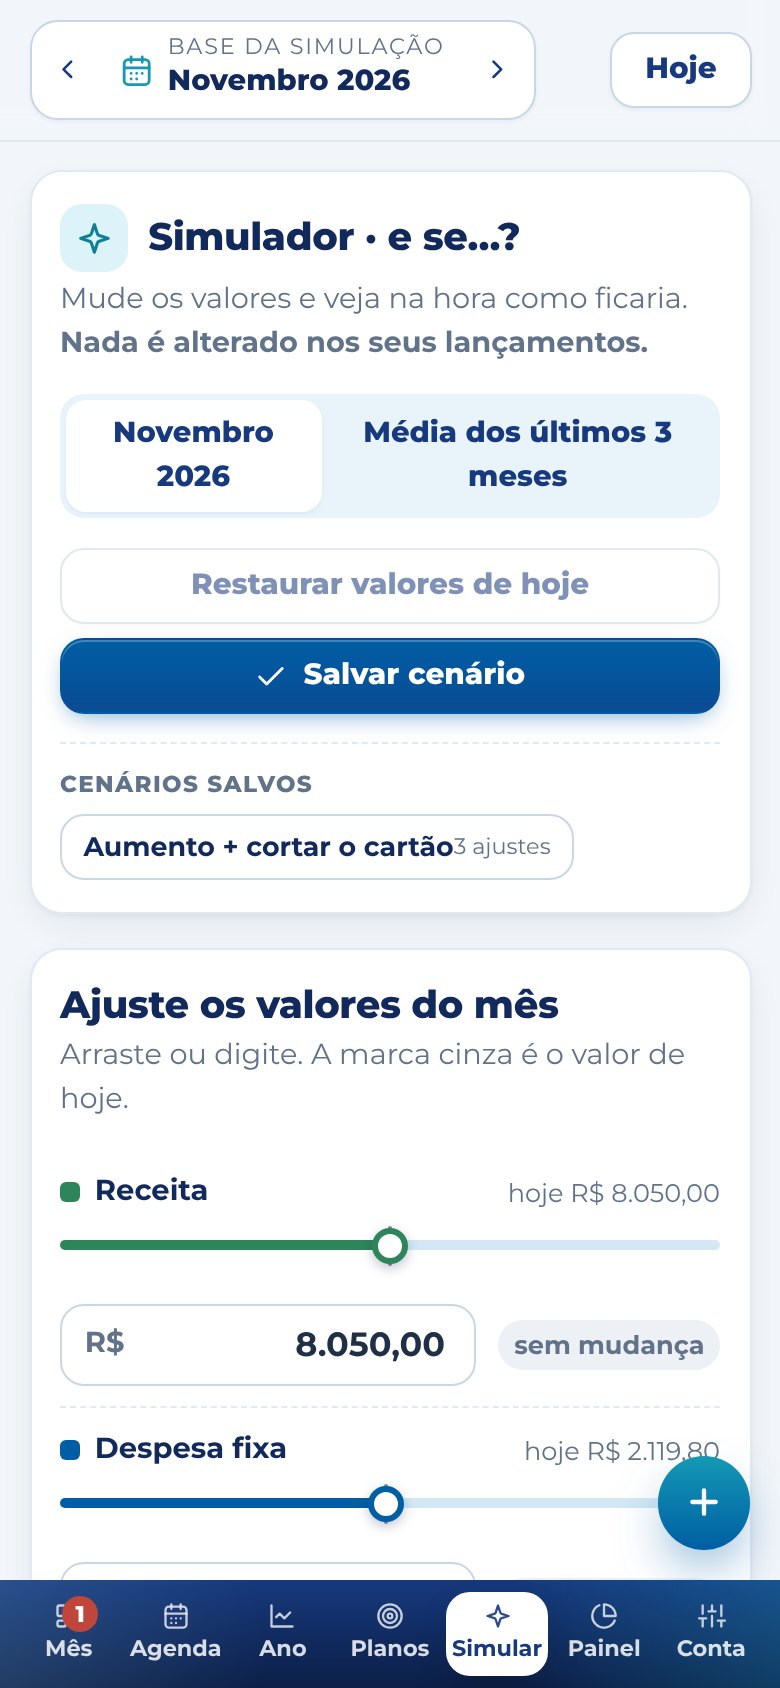 BASE DA SIMULAÇÃO
Novembro 2026
Hoje
Simulador · e se...?
Mude os valores e veja na hora como ficaria.
Nada é alterado nos seus lançamentos.
Novembro
2026
Média dos últimos 3
meses
Restaurar valores de hoje
Salvar cenário
CENÁRIOS SALVOS
Aumento + cortar o cartão3 ajustes
Ajuste os valores do mês
Arraste ou digite. A marca cinza é o valor de
hoje.
Receita
hoje R$ 8.050,00
R$ 8.050,00
sem mudança
Despesa fixa
hoje R$ 2.119,80
1
Mês
Agenda
Ano
Planos
Simular
Painel
Conta